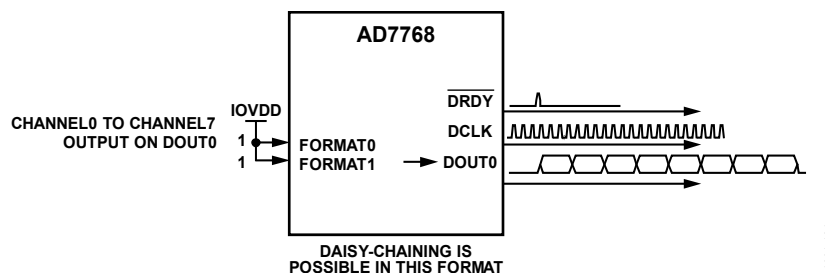 AD7768
IOVDD
CHANNEL0 TO CHANNEL7
OUTPUT ON DOUT0
1
1
FORMAT0
FORMAT1
DRDY
DCLK
DOUT0
DAISY-CHAINING IS
POSSIBLE IN THIS FORMAT